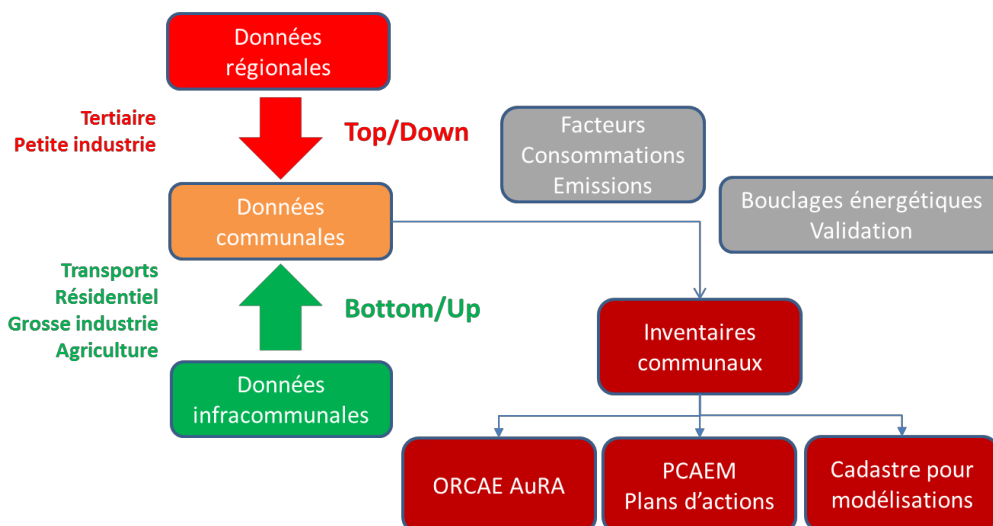 Données
régionales
Tertiaire
Petite industrie
Top/Down
Facteurs
Consommations
Emissions
Bouclages énergétiques
Validation
Données
communales
Transports
Résidentiel
Grosse industrie
Agriculture
Bottom/Up
Inventaires
communaux
Données
infracommunales
ORCAE AuRA
PCAEM
Plans d'actions
Cadastre pour
modélisations